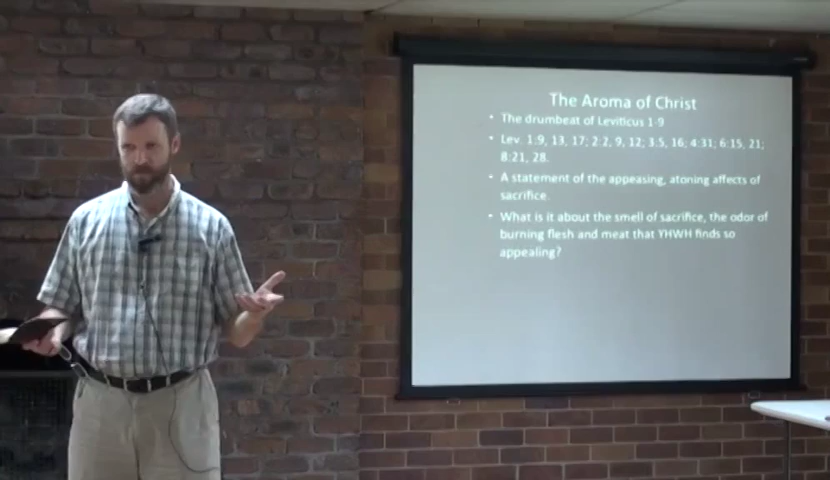 The Aroma of Christ
• The drumbeat of Leviticus 1-9
• Lev. 1:9, 13, 17; 2:2, 9, 12; 3:5, 16; 4:31; 6:15, 21;
8:21, 28.
• A statement of the appeasing, atoning affects of
sacrifice.
• What is it about the smell of sacrifice, the odor of
burning flesh and meat that YHWH finds so
appealing?